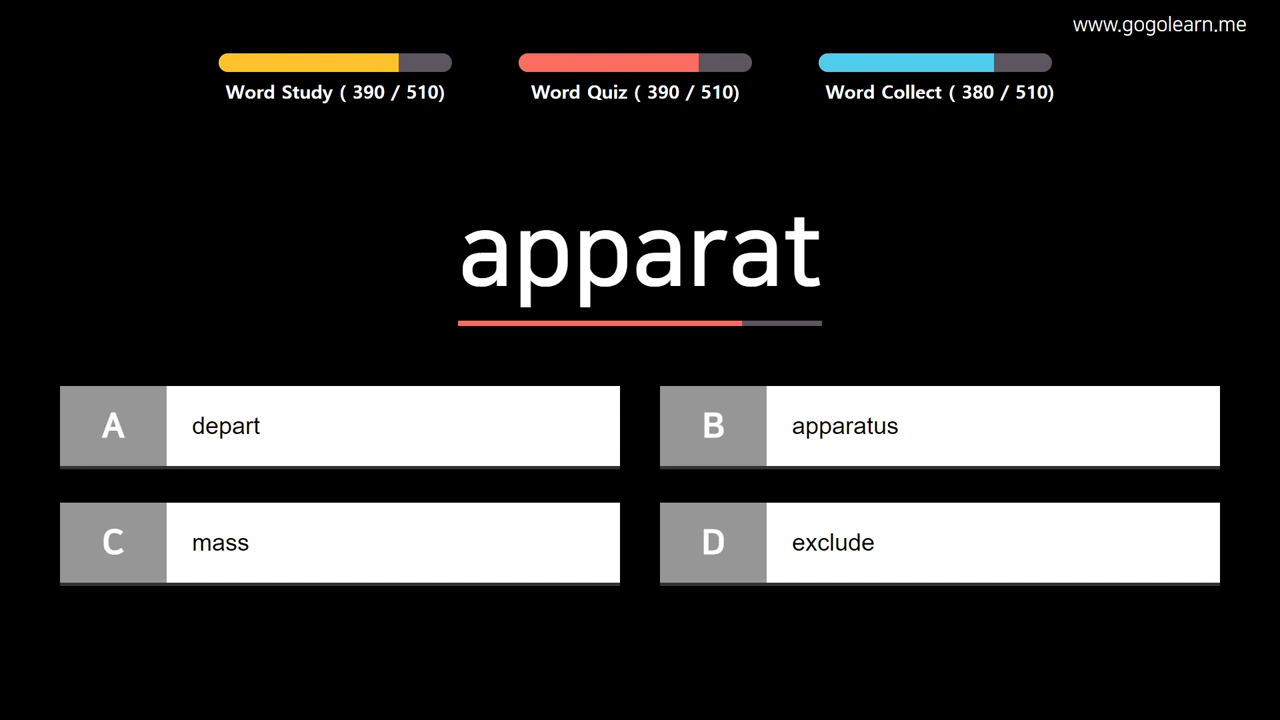 www.gogolearn.me
Word Study ( 390 / 510)
Word Quiz ( 390 / 510)
Word Collect ( 380 / 510)
apparat
A depart
B apparatus
C mass
D exclude